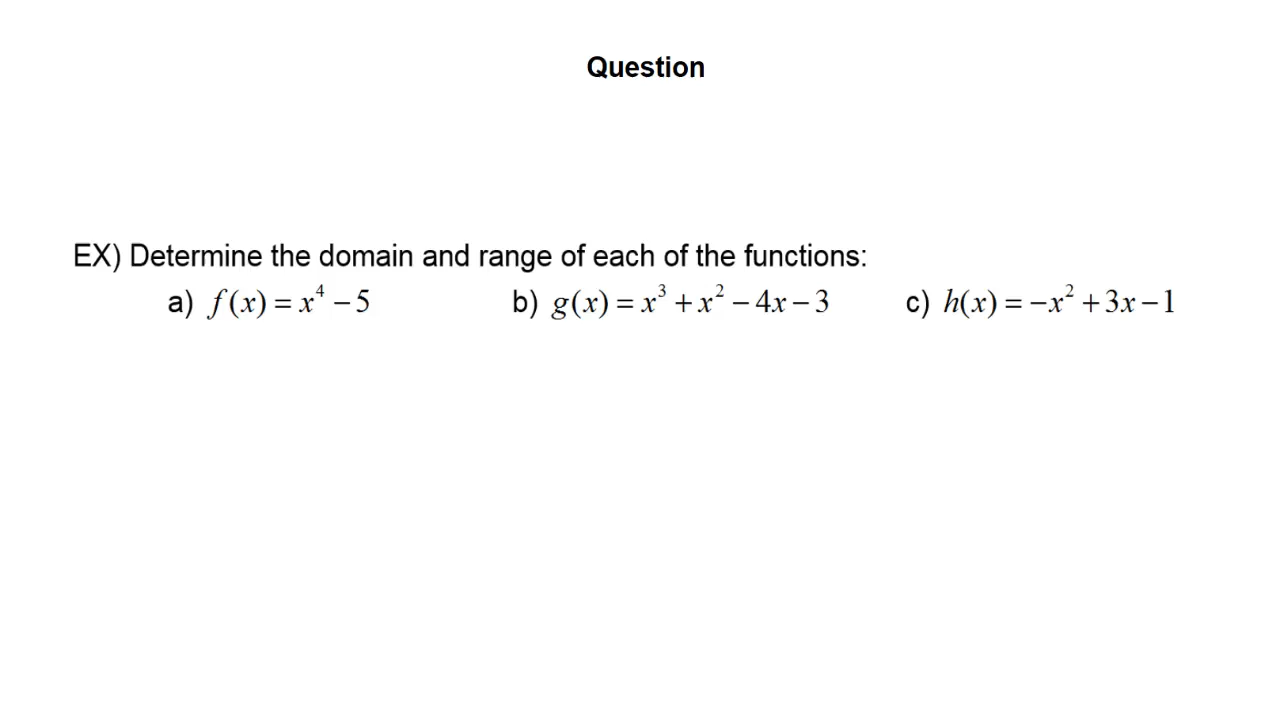 Question
EX) Determine the domain and range of each of the functions:
a) f(x) = x⁴ − 5 b) g(x) = x³ + x² − 4x − 3 c) h(x) = −x² + 3x − 1